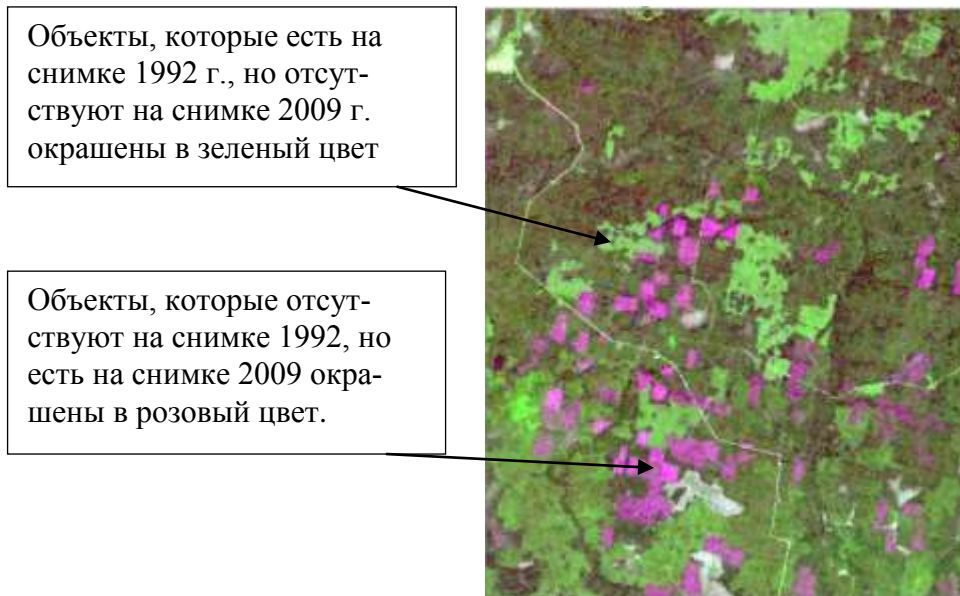 Объекты, которые есть на
снимке 1992 г., но отсут-
ствуют на снимке 2009 г.
окрашены в зеленый цвет
Объекты, которые отсут-
ствуют на снимке 1992, но
есть на снимке 2009 окра-
шены в розовый цвет.